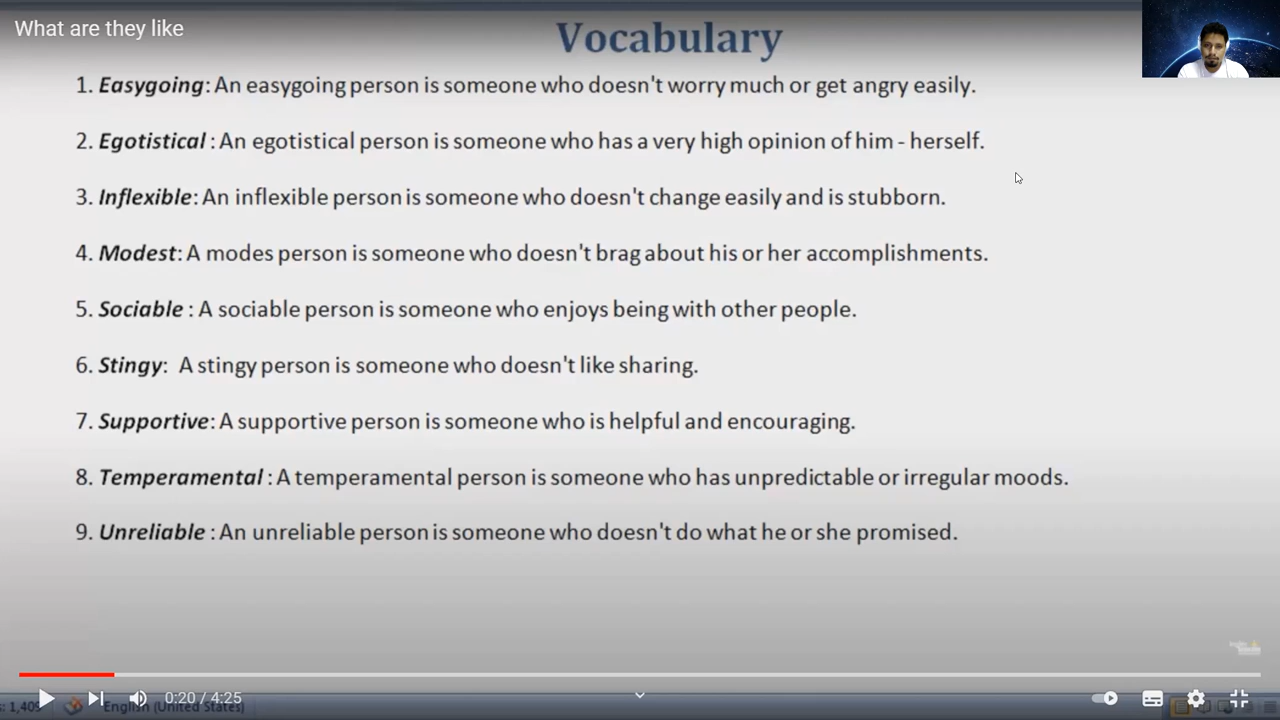 What are they like
Vocabulary
1. Easygoing: An easygoing person is someone who doesn't worry much or get angry easily.
2. Egotistical : An egotistical person is someone who has a very high opinion of him - herself.
3. Inflexible: An inflexible person is someone who doesn't change easily and is stubborn.
4. Modest: A modes person is someone who doesn't brag about his or her accomplishments.
5. Sociable : A sociable person is someone who enjoys being with other people.
6. Stingy:  A stingy person is someone who doesn't like sharing.
7. Supportive: A supportive person is someone who is helpful and encouraging.
8. Temperamental : A temperamental person is someone who has unpredictable or irregular moods.
9. Unreliable : An unreliable person is someone who doesn't do what he or she promised.
0:20 / 4:25
: 1,409 English (United States)